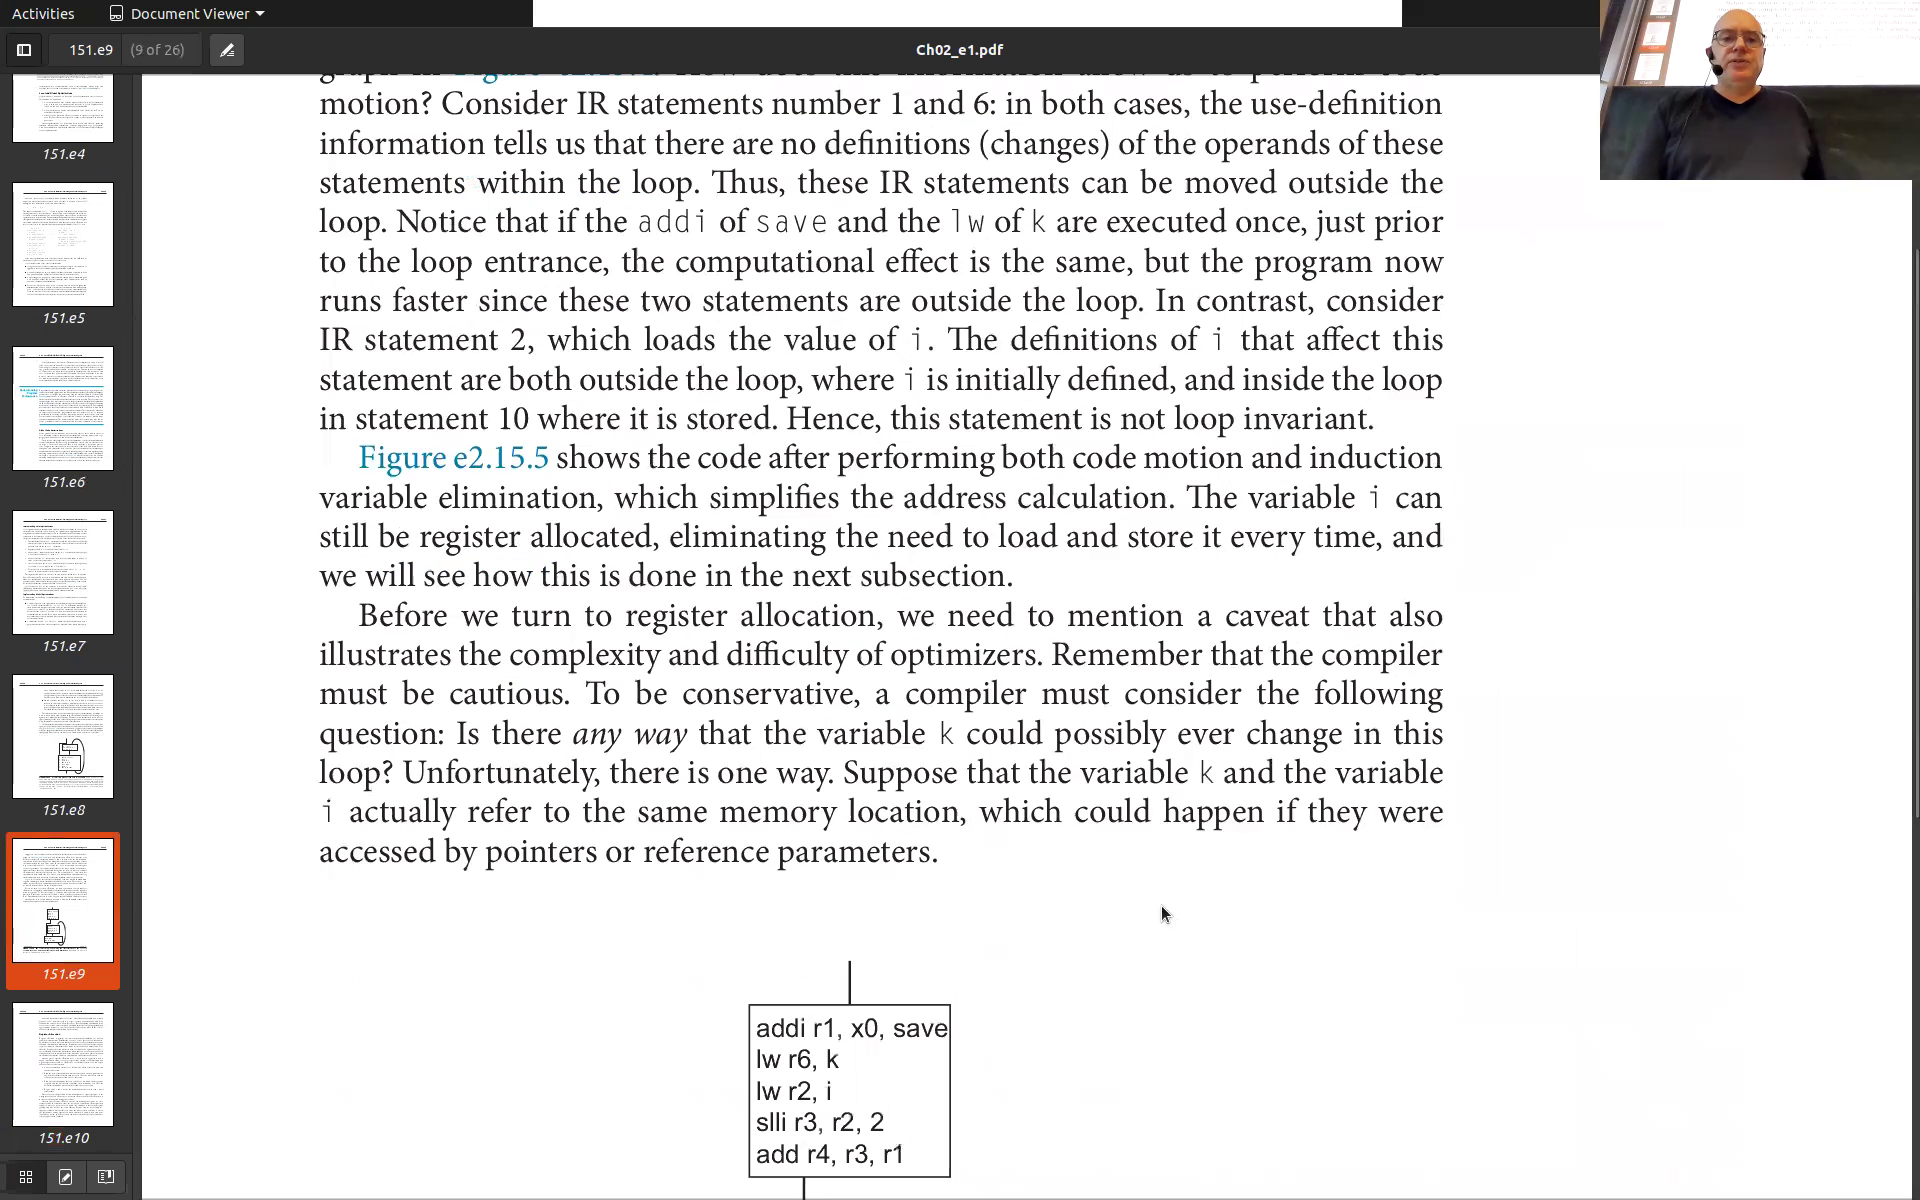 Activities
Document Viewer
151.e9
(9 of 26)
Ch02_e1.pdf
151.e4
151.e5
151.e6
151.e7
151.e8
151.e9
151.e10
motion? Consider IR statements number 1 and 6: in both cases, the use-definition
information tells us that there are no definitions (changes) of the operands of these
statements within the loop. Thus, these IR statements can be moved outside the
loop. Notice that if the addi of save and the lw of k are executed once, just prior
to the loop entrance, the computational effect is the same, but the program now
runs faster since these two statements are outside the loop. In contrast, consider
IR statement 2, which loads the value of i. The definitions of i that affect this
statement are both outside the loop, where i is initially defined, and inside the loop
in statement 10 where it is stored. Hence, this statement is not loop invariant.
Figure e2.15.5 shows the code after performing both code motion and induction
variable elimination, which simplifies the address calculation. The variable i can
still be register allocated, eliminating the need to load and store it every time, and
we will see how this is done in the next subsection.
Before we turn to register allocation, we need to mention a caveat that also
illustrates the complexity and difficulty of optimizers. Remember that the compiler
must be cautious. To be conservative, a compiler must consider the following
question: Is there any way that the variable k could possibly ever change in this
loop? Unfortunately, there is one way. Suppose that the variable k and the variable
i actually refer to the same memory location, which could happen if they were
accessed by pointers or reference parameters.
addi r1, x0, save
lw r6, k
lw r2, i
slli r3, r2, 2
add r4, r3, r1